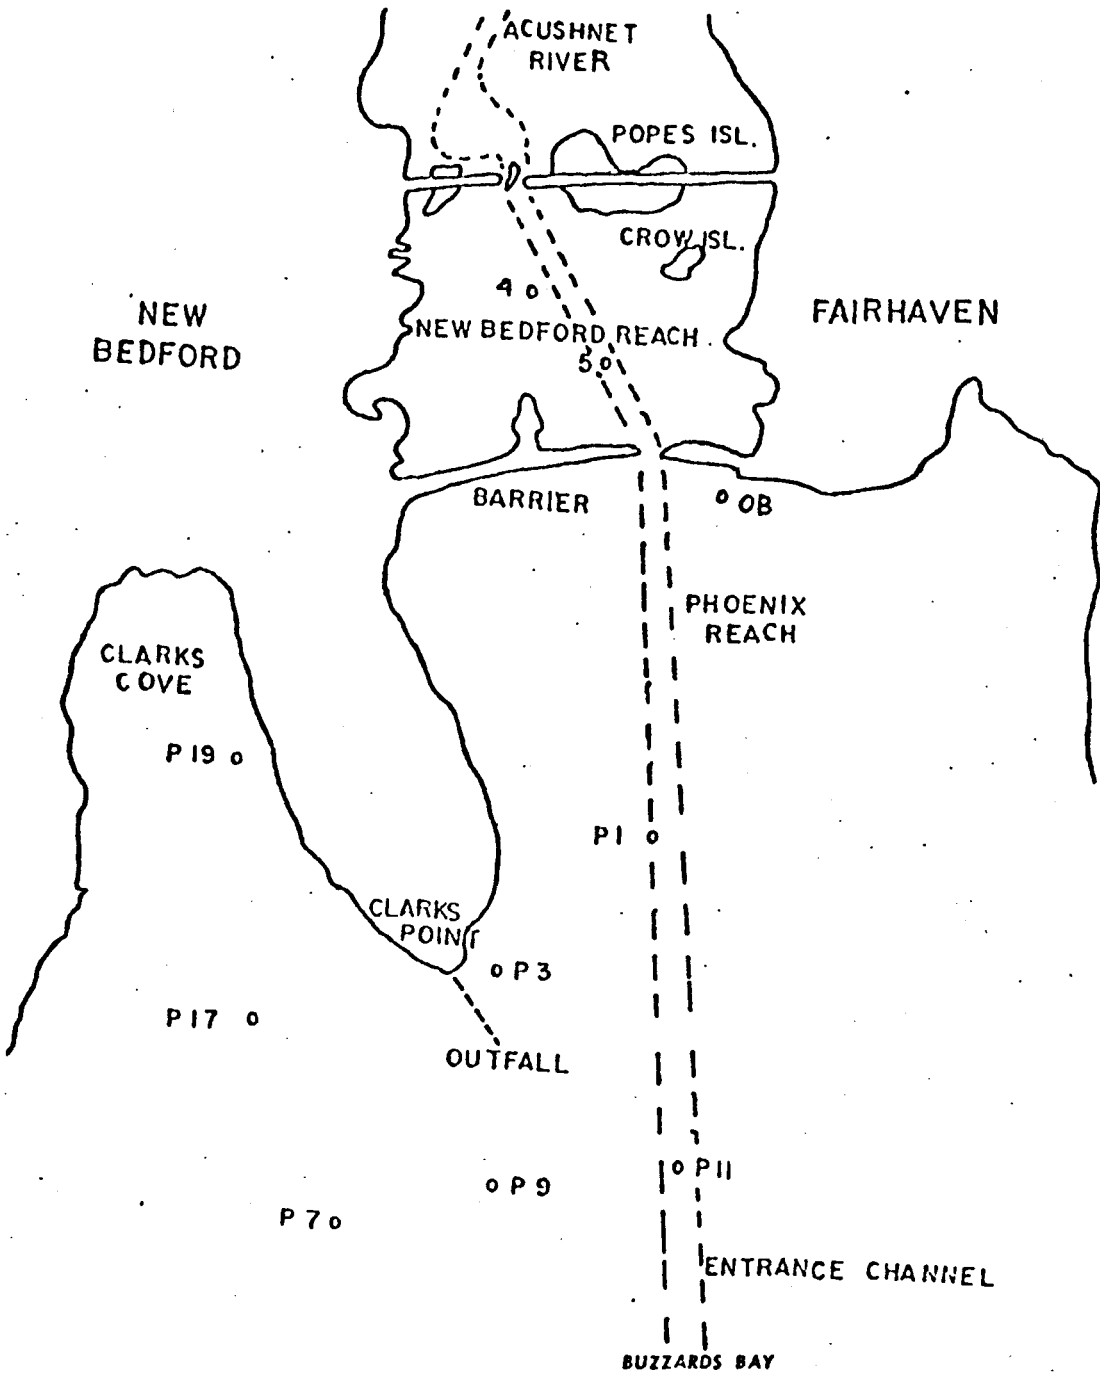 ACUSHNET
RIVER
POPES ISL.
CROW ISL.
4
NEW
BEDFORD
FAIRHAVEN
NEW BEDFORD REACH
5
BARRIER
OB
PHOENIX
REACH
CLARKS
COVE
P19
P1
CLARKS
POINT
P3
P17
OUTFALL
P11
P9
P7
ENTRANCE CHANNEL
BUZZARDS BAY